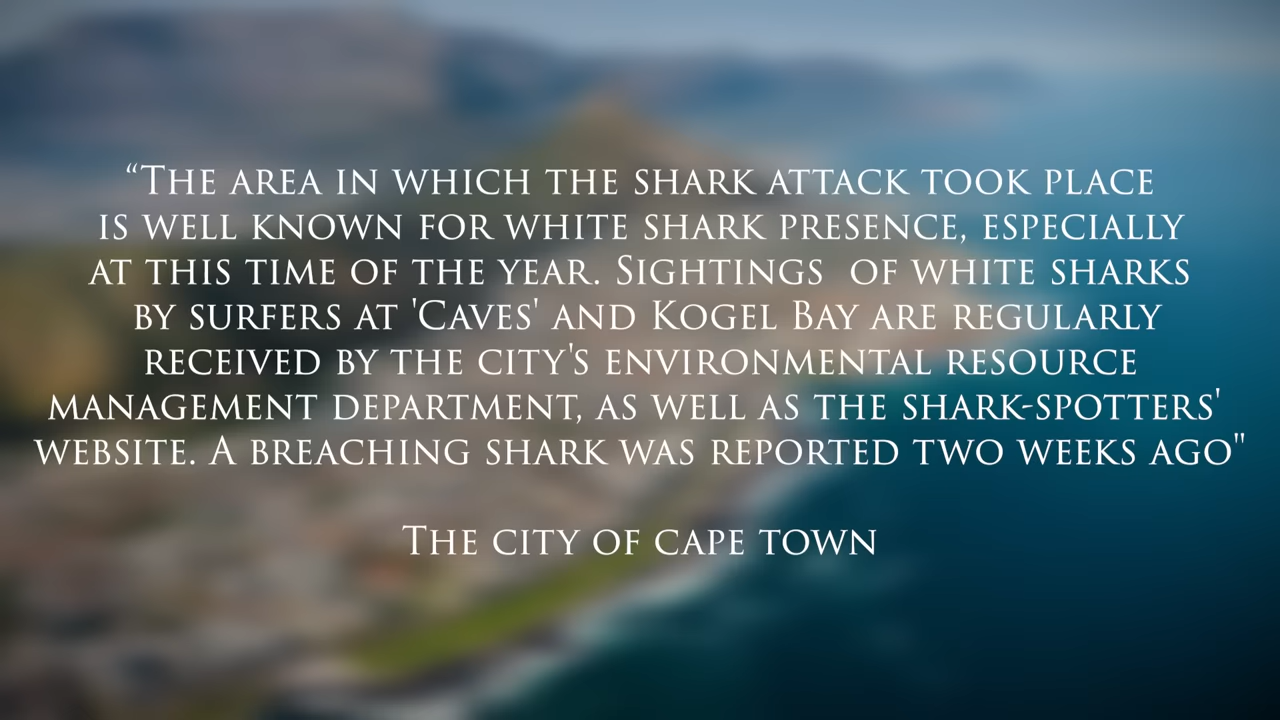 “The area in which the shark attack took place
is well known for white shark presence, especially
at this time of the year. Sightings  of white sharks
by surfers at 'Caves' and Kogel Bay are regularly
received by the city's environmental resource
management department, as well as the shark-spotters'
website. A breaching shark was reported two weeks ago"
The city of cape town